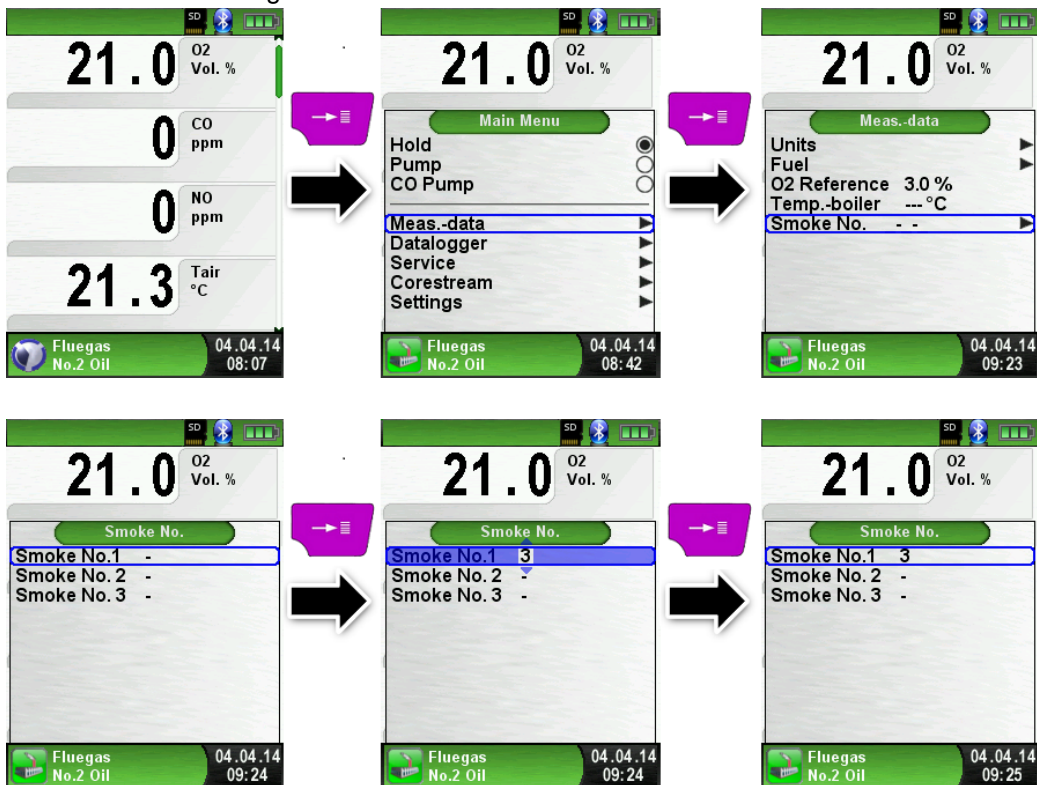 SD
21.0 O2 Vol. %
0 CO ppm
0 NO ppm
21.3 Tair °C
Fluegas 04.04.14
No.2 Oil 08:07
SD
21.0 O2 Vol. %
Main Menu
Hold
Pump
CO Pump
Meas.-data
Datalogger
Service
Corestream
Settings
Fluegas 04.04.14
No.2 Oil 08:42
SD
21.0 O2 Vol. %
Meas.-data
Units
Fuel
O2 Reference 3.0 %
Temp.-boiler --- °C
Smoke No. - -
Fluegas 04.04.14
No.2 Oil 09:23
SD
21.0 O2 Vol. %
Smoke No.
Smoke No.1 -
Smoke No. 2 -
Smoke No. 3 -
Fluegas 04.04.14
No.2 Oil 09:24
SD
21.0 O2 Vol. %
Smoke No.
Smoke No.1 3
Smoke No. 2 -
Smoke No. 3 -
Fluegas 04.04.14
No.2 Oil 09:24
SD
21.0 O2 Vol. %
Smoke No.
Smoke No.1 3
Smoke No. 2 -
Smoke No. 3 -
Fluegas 04.04.14
No.2 Oil 09:25